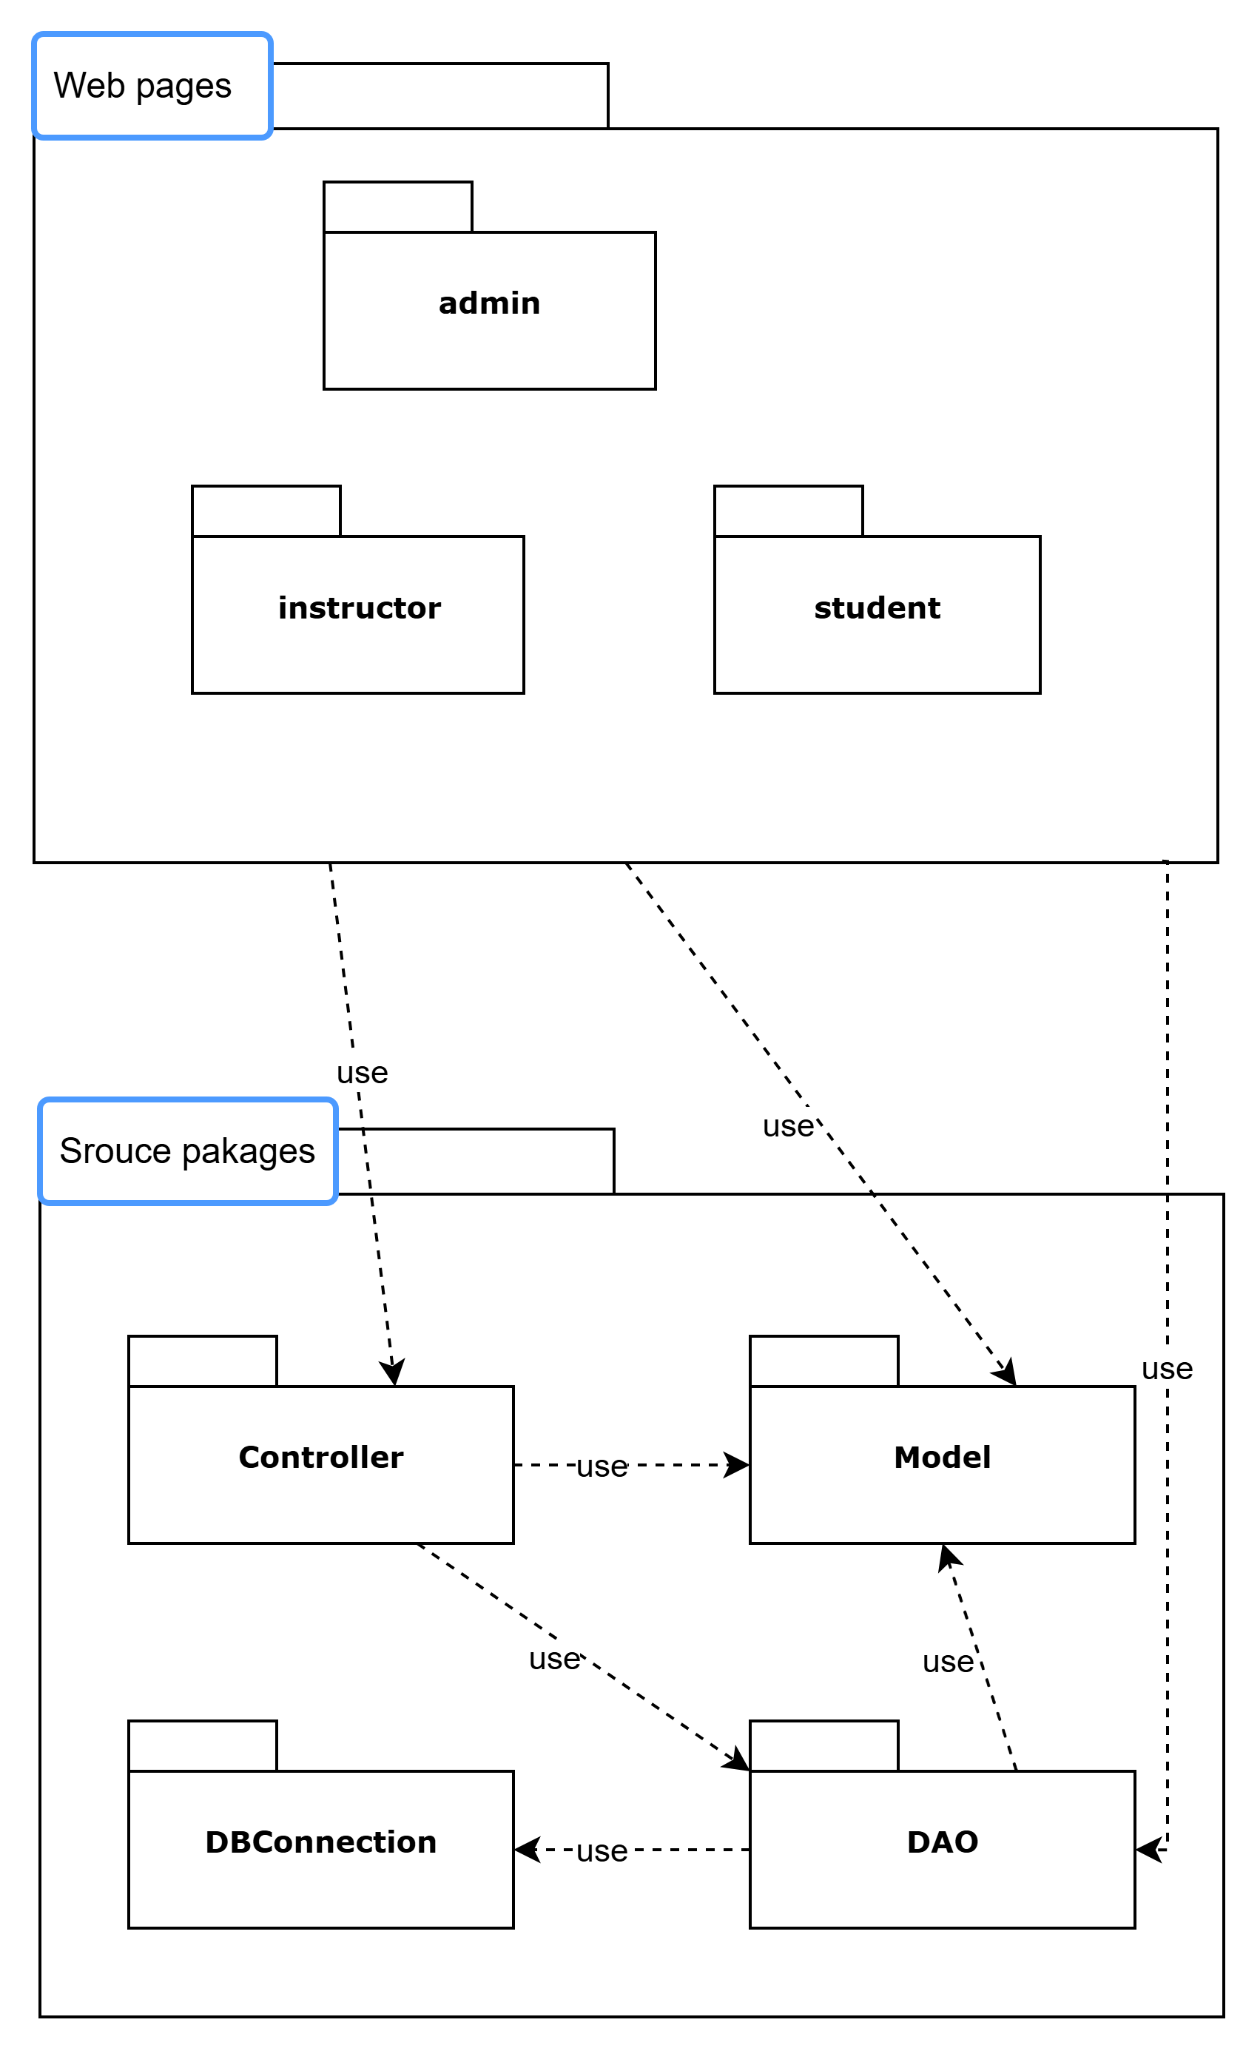 Web pages
admin
instructor
student
use
use
Srouce pakages
use
Controller
use
Model
use
use
DBConnection
use
DAO